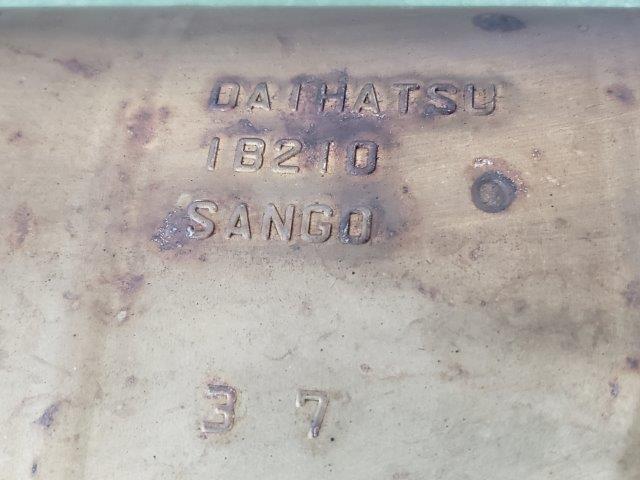 DAIHATSU
1B210
SANGO
3 7